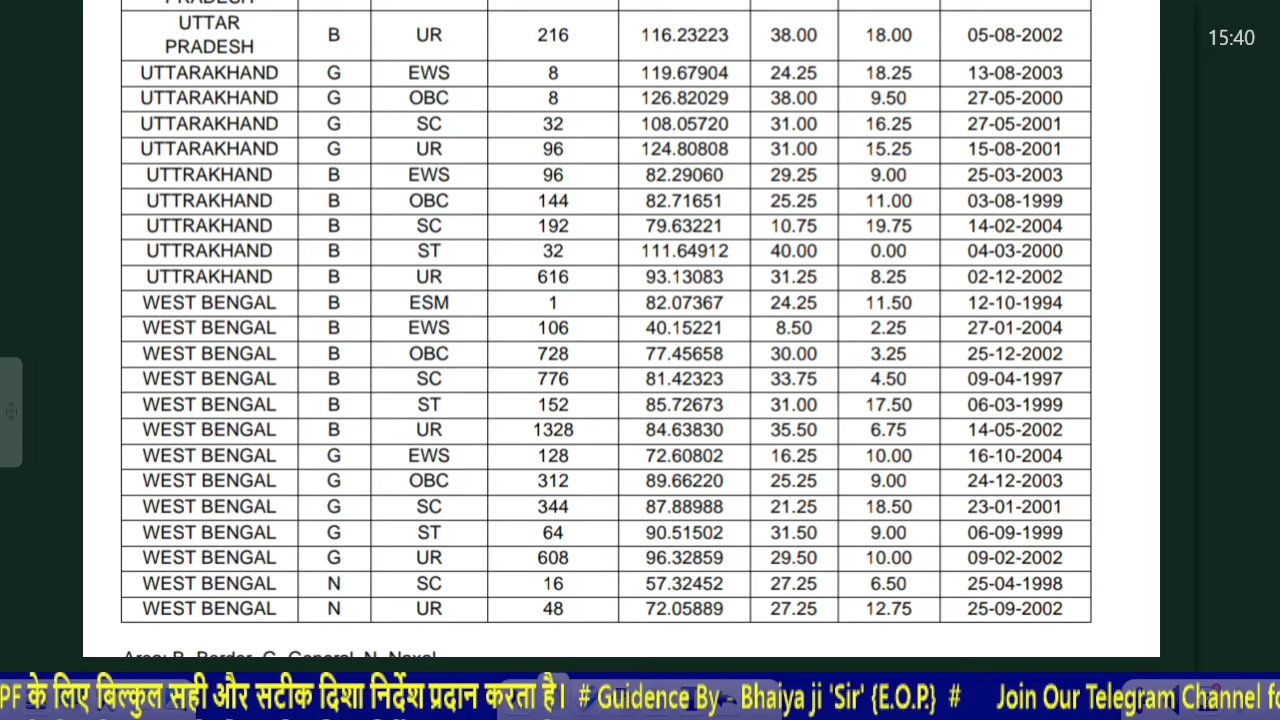 15:40
UTTAR PRADESH B UR 216 116.23223 38.00 18.00 05-08-2002
UTTARAKHAND G EWS 8 119.67904 24.25 18.25 13-08-2003
UTTARAKHAND G OBC 8 126.82029 38.00 9.50 27-05-2000
UTTARAKHAND G SC 32 108.05720 31.00 16.25 27-05-2001
UTTARAKHAND G UR 96 124.80808 31.00 15.25 15-08-2001
UTTRAKHAND B EWS 96 82.29060 29.25 9.00 25-03-2003
UTTRAKHAND B OBC 144 82.71651 25.25 11.00 03-08-1999
UTTRAKHAND B SC 192 79.63221 10.75 19.75 14-02-2004
UTTRAKHAND B ST 32 111.64912 40.00 0.00 04-03-2000
UTTRAKHAND B UR 616 93.13083 31.25 8.25 02-12-2002
WEST BENGAL B ESM 1 82.07367 24.25 11.50 12-10-1994
WEST BENGAL B EWS 106 40.15221 8.50 2.25 27-01-2004
WEST BENGAL B OBC 728 77.45658 30.00 3.25 25-12-2002
WEST BENGAL B SC 776 81.42323 33.75 4.50 09-04-1997
WEST BENGAL B ST 152 85.72673 31.00 17.50 06-03-1999
WEST BENGAL B UR 1328 84.63830 35.50 6.75 14-05-2002
WEST BENGAL G EWS 128 72.60802 16.25 10.00 16-10-2004
WEST BENGAL G OBC 312 89.66220 25.25 9.00 24-12-2003
WEST BENGAL G SC 344 87.88988 21.25 18.50 23-01-2001
WEST BENGAL G ST 64 90.51502 31.50 9.00 06-09-1999
WEST BENGAL G UR 608 96.32859 29.50 10.00 09-02-2002
WEST BENGAL N SC 16 57.32452 27.25 6.50 25-04-1998
WEST BENGAL N UR 48 72.05889 27.25 12.75 25-09-2002
Area: B- Border, G- General, N- Naxal
PF के लिए बिल्कुल सही और सटीक दिशा निर्देश प्रदान करता है। # Guidence By- Bhaiya ji 'Sir' {E.O.P.} # Join Our Telegram Channel fo